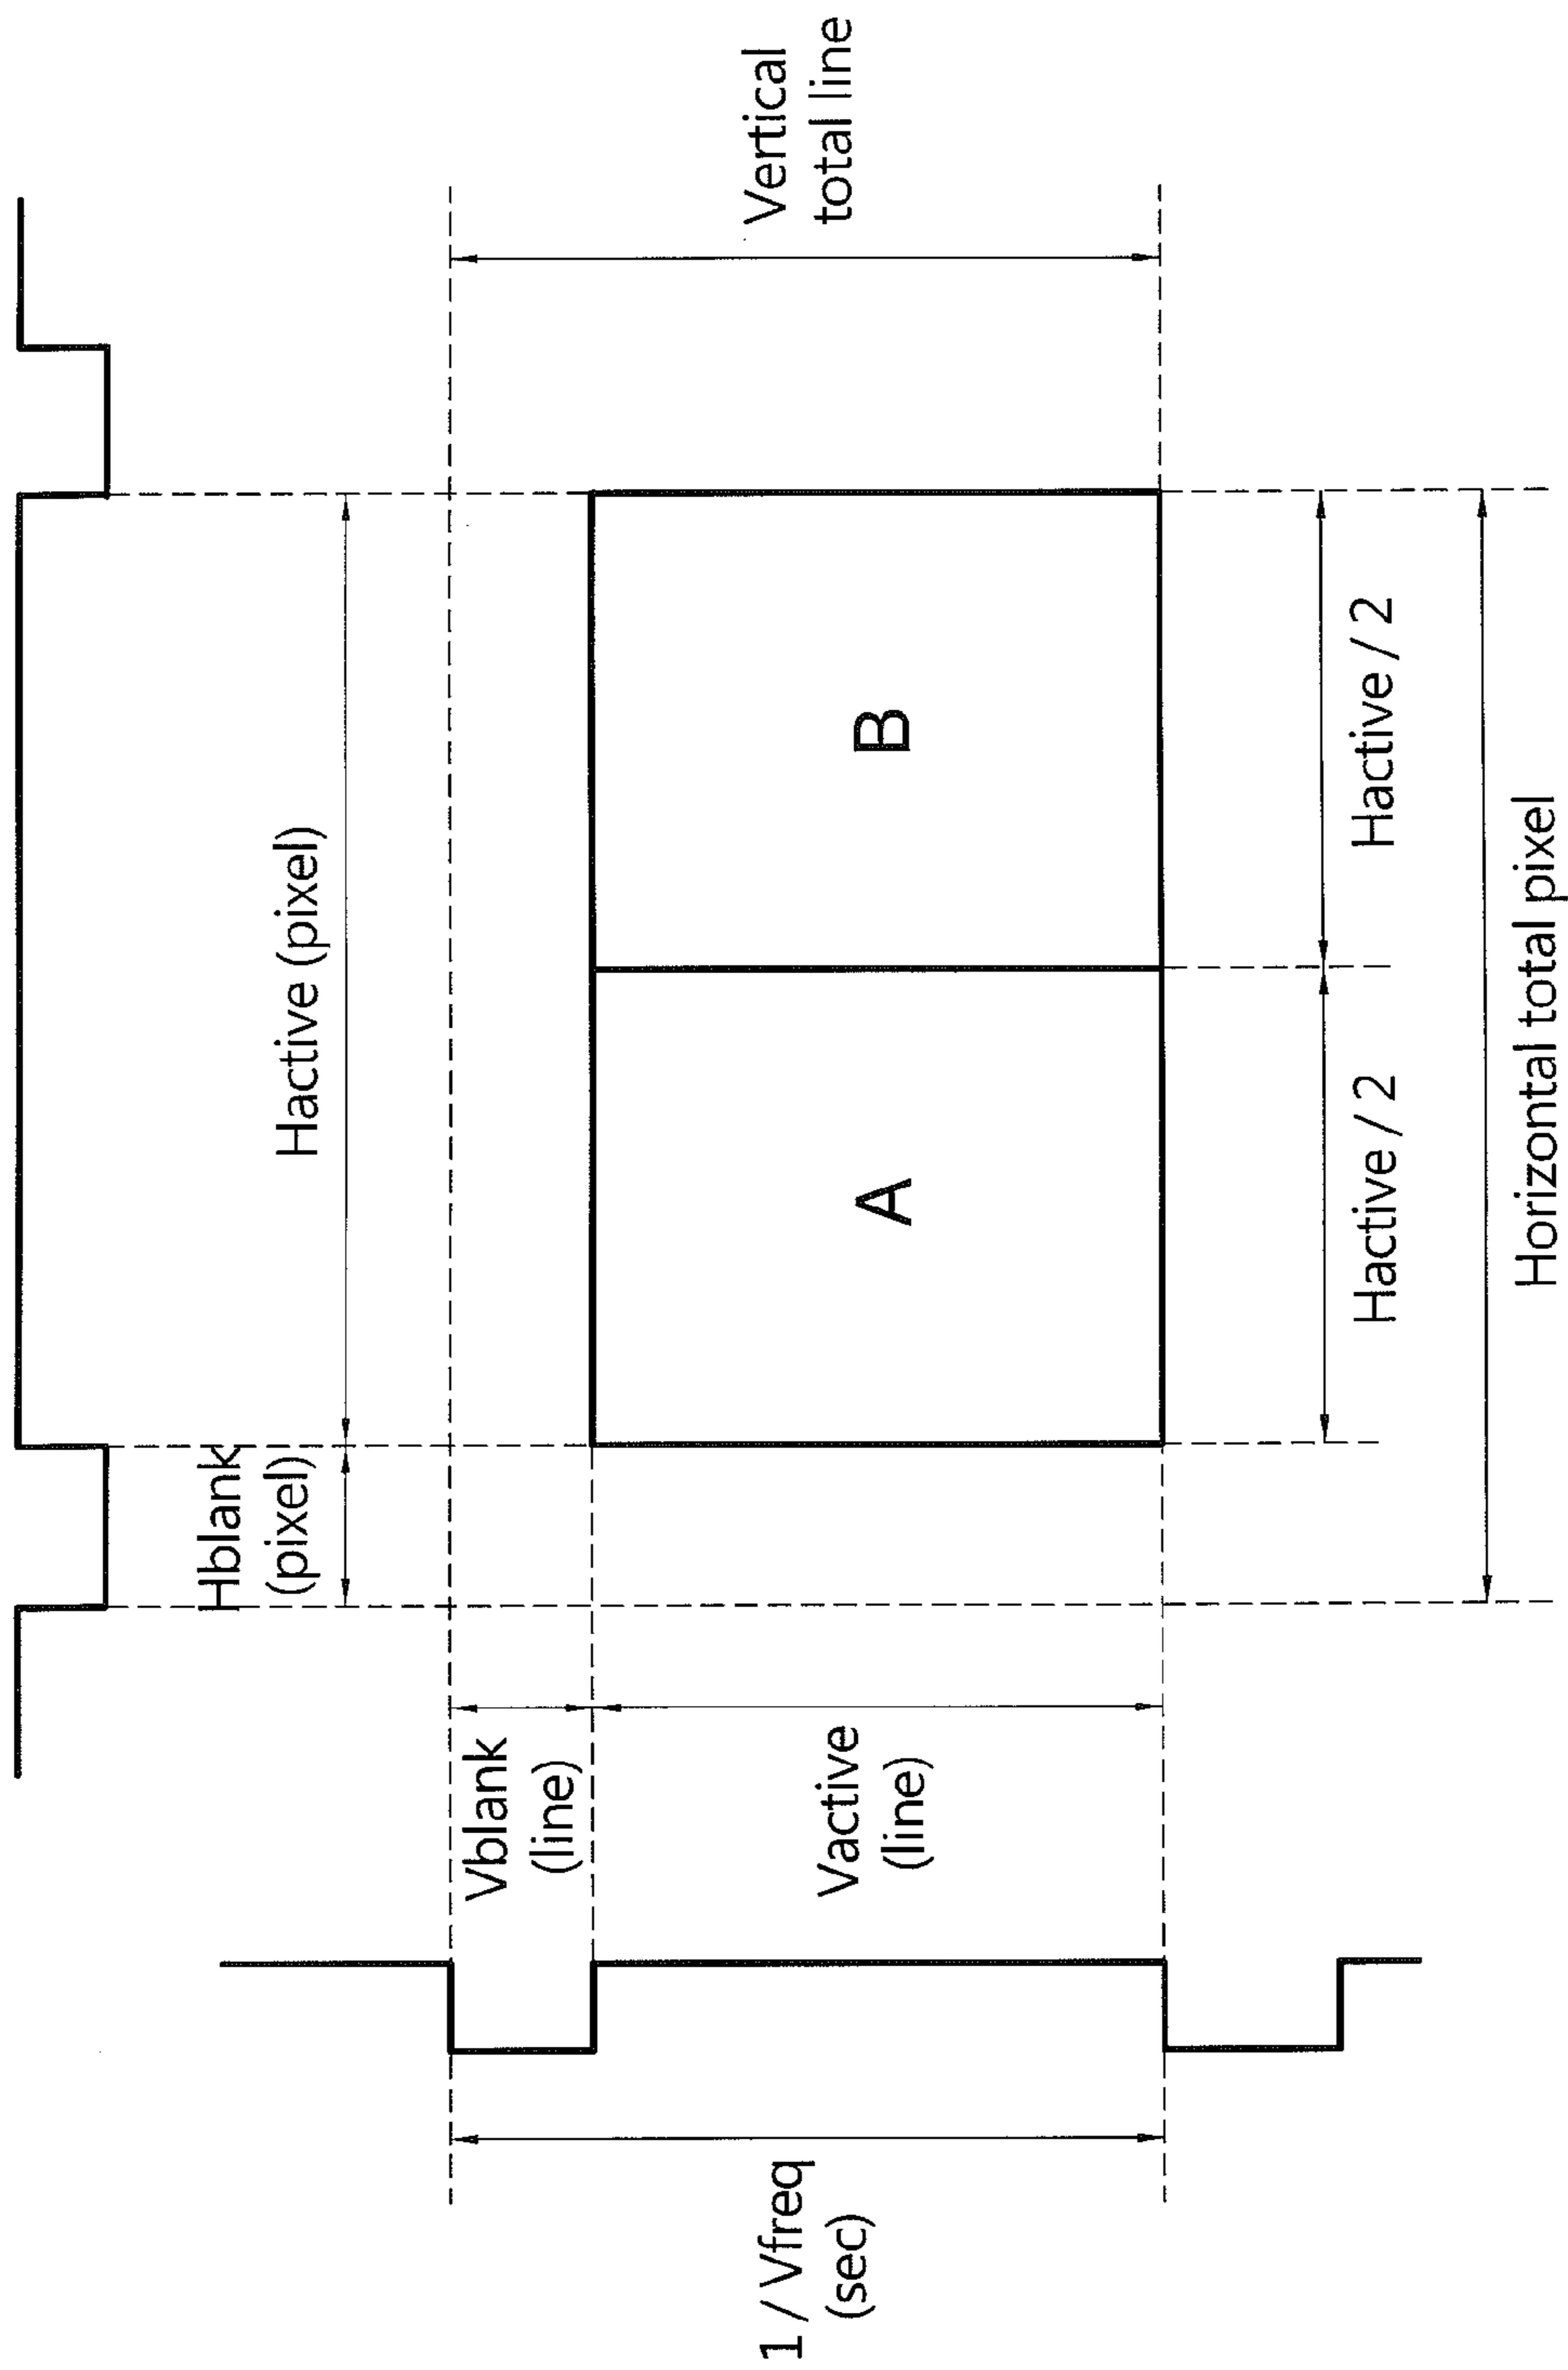 Hblank
(pixel)
Hactive (pixel)
1 / Vfreq
(sec)
Vblank
(line)
Vactive
(line)
A
B
Vertical
total line
Hactive / 2
Hactive / 2
Horizontal total pixel